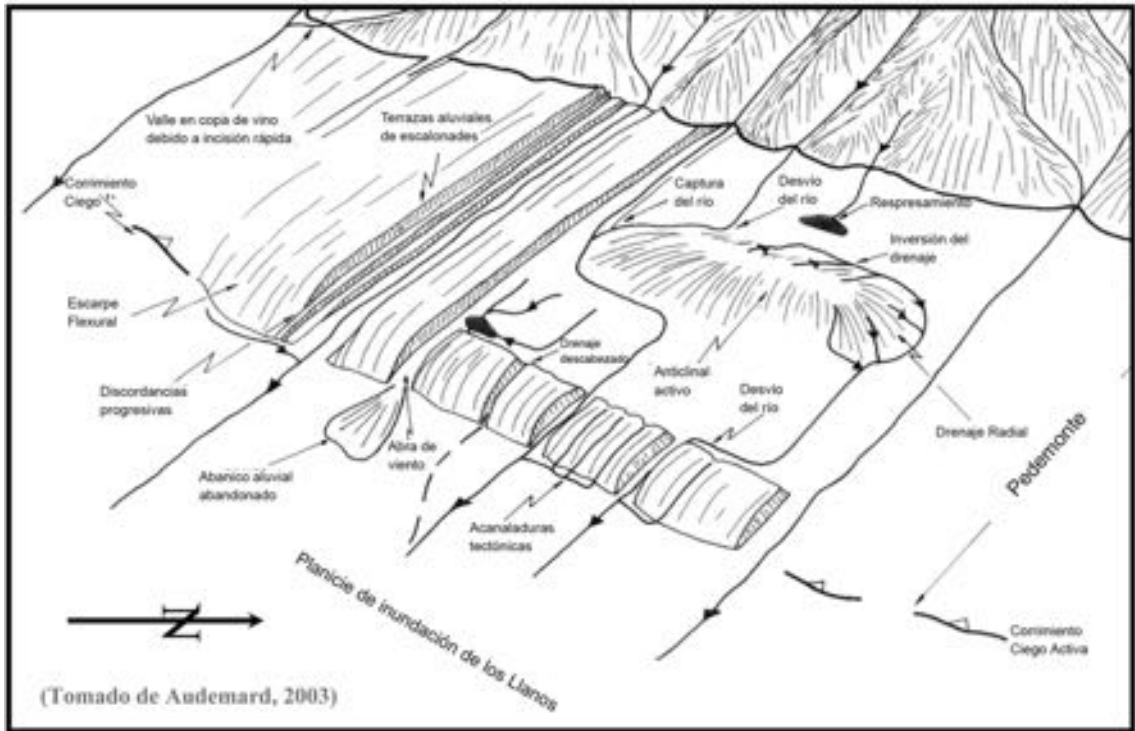 Valle en copa de vino
debido a incisión rápida
Terrazas aluviales
de escalonades
Corrimiento
Ciego
Captura
del río
Desvío
del río
Respresamiento
Inversión del
drenaje
Escarpe
Flexural
Drenaje
descabezado
Anticlinal
activo
Discordancias
progresivas
Desvío
del río
Drenaje Radial
Abra de
viento
Abanico aluvial
abandonado
Pedemonte
Acanaladuras
tectónicas
Planicie de inundación de los Llanos
N
Corrimiento
Ciego Activa
(Tomado de Audemard, 2003)